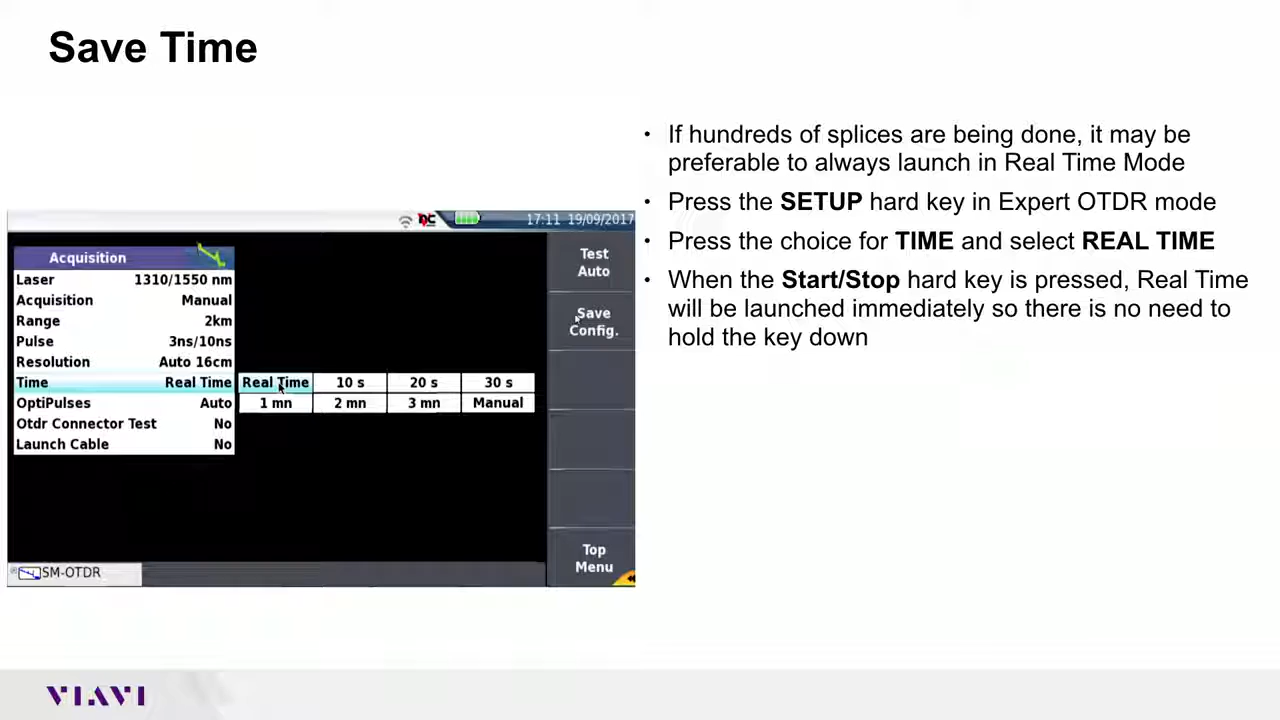 Save Time
17:11 19/09/2017
Acquisition
Laser 1310/1550 nm
Acquisition Manual
Range 2km
Pulse 3ns/10ns
Resolution Auto 16cm
Time Real Time
OptiPulses Auto
Otdr Connector Test No
Launch Cable No
Real Time 10 s 20 s 30 s
1 mn 2 mn 3 mn Manual
Test
Auto
Save
Config.
Top
Menu
SM-OTDR
• If hundreds of splices are being done, it may be
preferable to always launch in Real Time Mode
• Press the SETUP hard key in Expert OTDR mode
• Press the choice for TIME and select REAL TIME
• When the Start/Stop hard key is pressed, Real Time
will be launched immediately so there is no need to
hold the key down
VIAVI